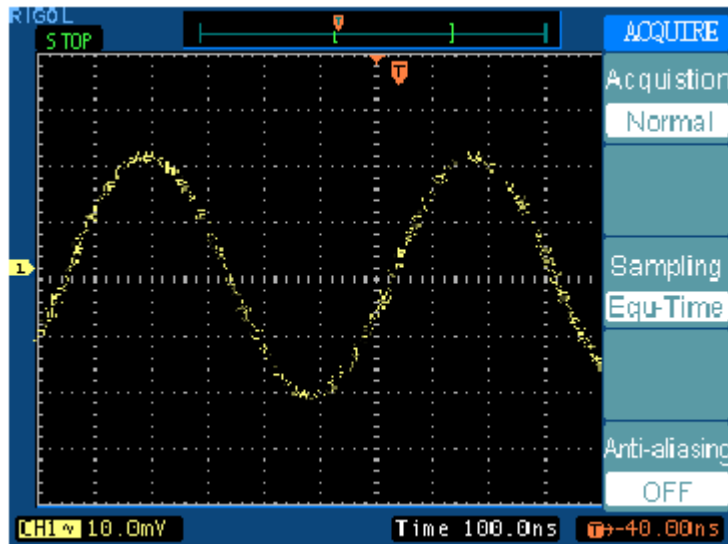 RIGOL
STOP
T
T
ACQUIRE
Acquistion
Normal
1
Sampling
Equ-Time
Anti-aliasing
OFF
CH1~ 10.0mV
Time 100.0ns
T→-40.00ns